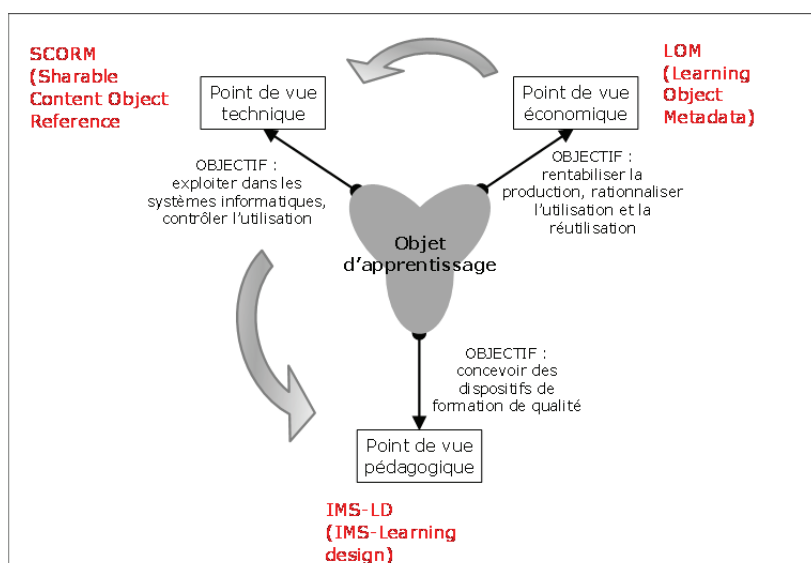 SCORM
(Sharable
Content Object
Reference
Point de vue
technique
LOM
(Learning
Object
Metadata)
Point de vue
économique
OBJECTIF :
exploiter dans les
systèmes informatiques,
contrôler l'utilisation
OBJECTIF :
rentabiliser la
production, rationnaliser
l'utilisation et la
réutilisation
Objet
d'apprentissage
OBJECTIF :
concevoir des
dispositifs de
formation de qualité
Point de vue
pédagogique
IMS-LD
(IMS-Learning
design)